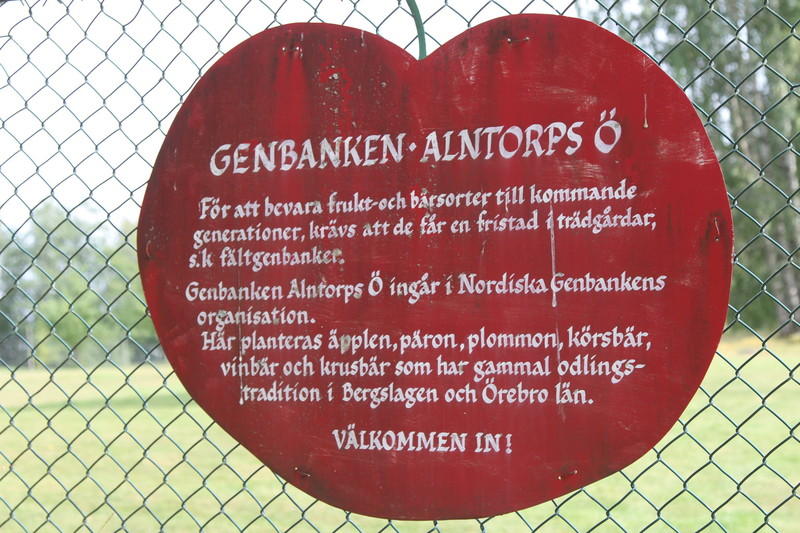 GENBANKEN · ALNTORPS Ö
För att bevara frukt- och bärsorter till kommande
generationer, krävs att de får en fristad i trädgårdar,
s.k fältgenbanker.
Genbanken Alntorps Ö ingår i Nordiska Genbankens
organisation.
Här planteras äpplen, päron, plommon, körsbär,
vinbär och krusbär som har gammal odlings-
tradition i Bergslagen och Örebro län.
VÄLKOMMEN IN!